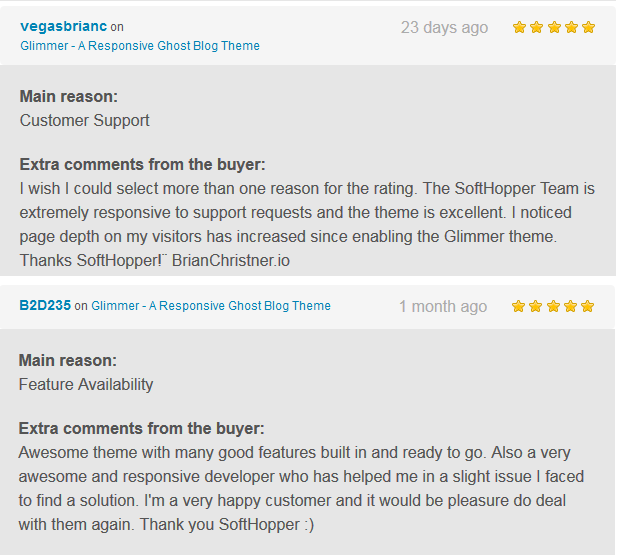 vegasbrianc on 23 days ago
Glimmer - A Responsive Ghost Blog Theme
Main reason:
Customer Support
Extra comments from the buyer:
I wish I could select more than one reason for the rating. The SoftHopper Team is
extremely responsive to support requests and the theme is excellent. I noticed
page depth on my visitors has increased since enabling the Glimmer theme.
Thanks SoftHopper!¨ BrianChristner.io
B2D235 on Glimmer - A Responsive Ghost Blog Theme 1 month ago
Main reason:
Feature Availability
Extra comments from the buyer:
Awesome theme with many good features built in and ready to go. Also a very
awesome and responsive developer who has helped me in a slight issue I faced
to find a solution. I'm a very happy customer and it would be pleasure do deal
with them again. Thank you SoftHopper :)